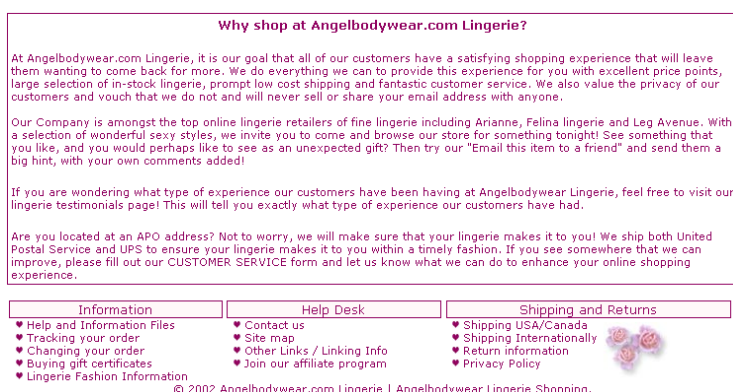 Why shop at Angelbodywear.com Lingerie?
At Angelbodywear.com Lingerie, it is our goal that all of our customers have a satisfying shopping experience that will leave
them wanting to come back for more. We do everything we can to provide this experience for you with excellent price points,
large selection of in-stock lingerie, prompt low cost shipping and fantastic customer service. We also value the privacy of our
customers and vouch that we do not and will never sell or share your email address with anyone.
Our Company is amongst the top online lingerie retailers of fine lingerie including Arianne, Felina lingerie and Leg Avenue. With
a selection of wonderful sexy styles, we invite you to come and browse our store for something tonight! See something that
you like, and you would perhaps like to see as an unexpected gift? Then try our "Email this item to a friend" and send them a
big hint, with your own comments added!
If you are wondering what type of experience our customers have been having at Angelbodywear Lingerie, feel free to visit our
lingerie testimonials page! This will tell you exactly what type of experience our customers have had.
Are you located at an APO address? Not to worry, we will make sure that your lingerie makes it to you! We ship both United
Postal Service and UPS to ensure your lingerie makes it to you within a timely fashion. If you see somewhere that we can
improve, please fill out our CUSTOMER SERVICE form and let us know what we can do to enhance your online shopping
experience.
Information
♥ Help and Information Files
♥ Tracking your order
♥ Changing your order
♥ Buying gift certificates
♥ Lingerie Fashion Information
Help Desk
♥ Contact us
♥ Site map
♥ Other Links / Linking Info
♥ Join our affiliate program
Shipping and Returns
♥ Shipping USA/Canada
♥ Shipping Internationally
♥ Return information
♥ Privacy Policy
© 2002 Angelbodywear.com Lingerie | Angelbodywear Lingerie Shopping.